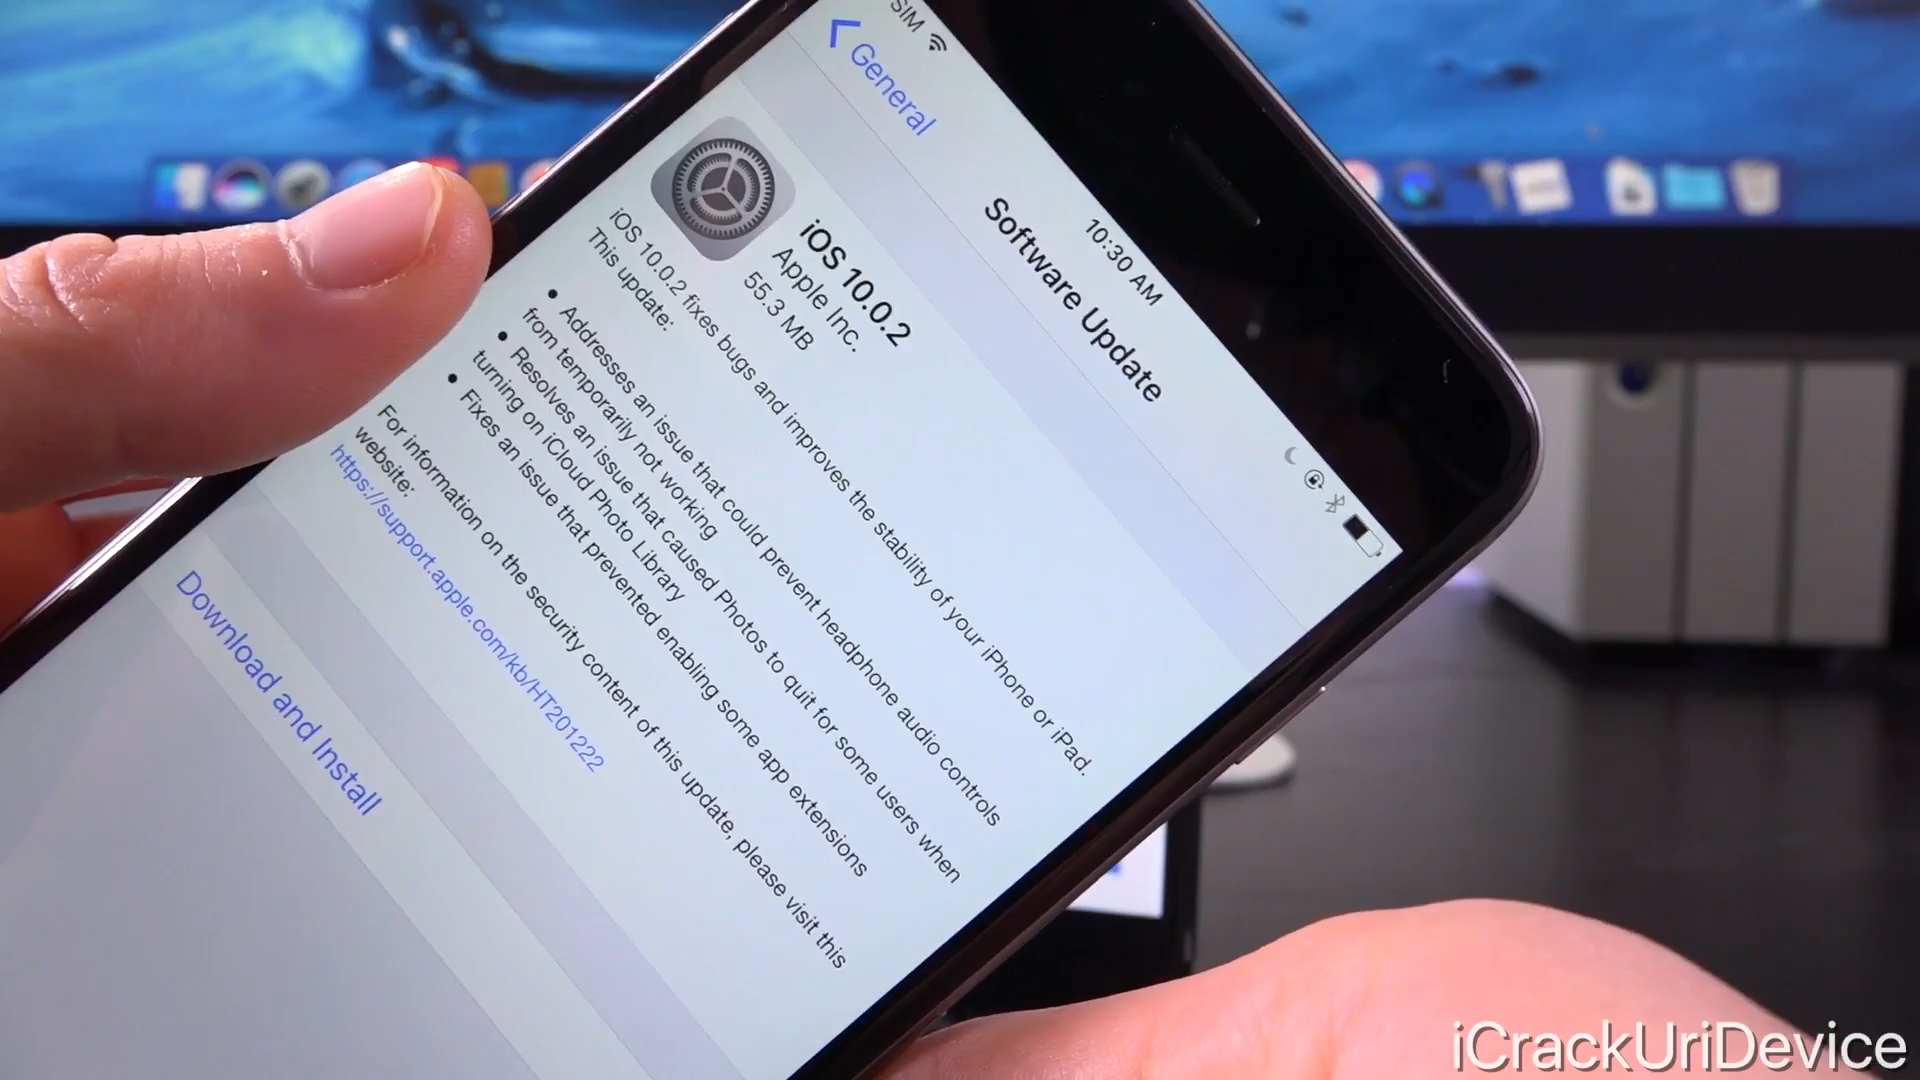 SIM
10:30 AM
General
Software Update
iOS 10.0.2
Apple Inc.
55.3 MB
iOS 10.0.2 fixes bugs and improves the stability of your iPhone or iPad.
This update:
• Addresses an issue that could prevent headphone audio controls
from temporarily not working
• Resolves an issue that caused Photos to quit for some users when
turning on iCloud Photo Library
• Fixes an issue that prevented enabling some app extensions
For information on the security content of this update, please visit this
website:
https://support.apple.com/kb/HT201222
Download and Install
iCrackUriDevice